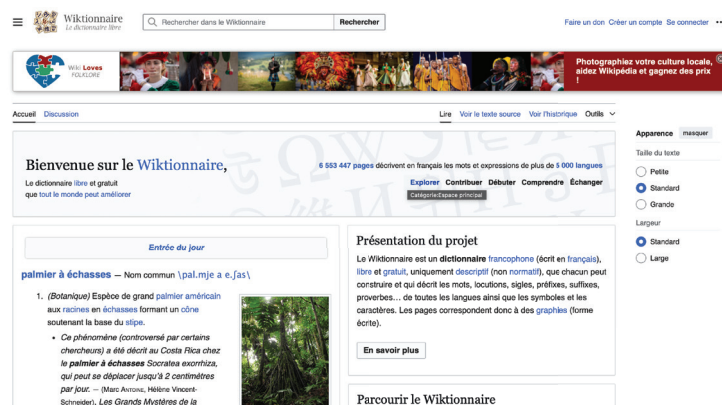 Wiktionnaire
Le dictionnaire libre
Rechercher dans le Wiktionnaire
Rechercher
Faire un don Créer un compte Se connecter
Wiki Loves
FOLKLORE
Photographiez votre culture locale,
aidez Wikipédia et gagnez des prix
!
Accueil Discussion
Lire Voir le texte source Voir l'historique Outils
Bienvenue sur le Wiktionnaire,
Le dictionnaire libre et gratuit
que tout le monde peut améliorer
6 553 447 pages décrivent en français les mots et expressions de plus de 5 000 langues
Explorer Contribuer Débuter Comprendre Échanger
Catégorie:Espace principal
Entrée du jour
palmier à échasses — Nom commun \pal.mje a e.ʃas\
1. (Botanique) Espèce de grand palmier américain
aux racines en échasses formant un cône
soutenant la base du stipe.
• Ce phénomène (controversé par certains
chercheurs) a été décrit au Costa Rica chez
le palmier à échasses Socratea exorrhiza,
qui peut se déplacer jusqu'à 2 centimètres
par jour. — (Marc Antoine, Hélène Vincent-
Schneider), Les Grands Mystères de la
Présentation du projet
Le Wiktionnaire est un dictionnaire francophone (écrit en français),
libre et gratuit, uniquement descriptif (non normatif), que chacun peut
construire et qui décrit les mots, locutions, sigles, préfixes, suffixes,
proverbes… de toutes les langues ainsi que les symboles et les
caractères. Les pages correspondent donc à des graphies (forme
écrite).
En savoir plus
Parcourir le Wiktionnaire
Apparence masquer
Taille du texte
Petite
Standard
Grande
Largeur
Standard
Large